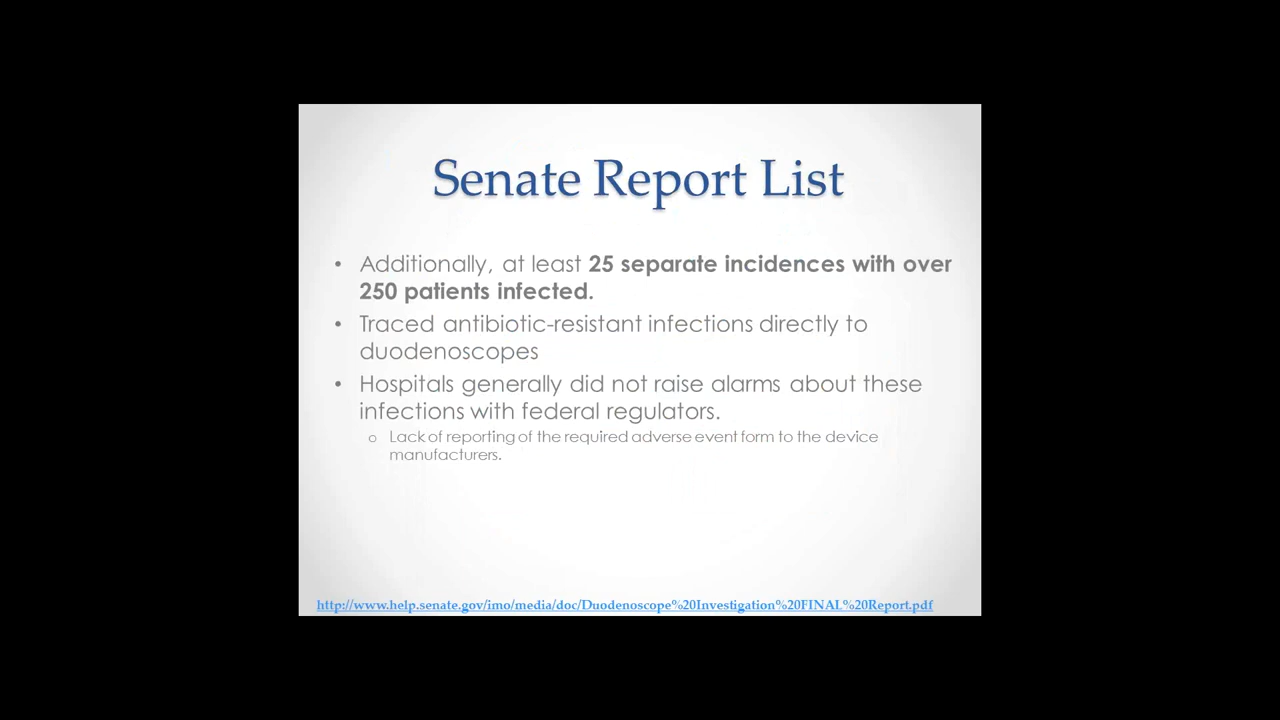 Senate Report List
• Additionally, at least 25 separate incidences with over
250 patients infected.
• Traced antibiotic-resistant infections directly to
duodenoscopes
• Hospitals generally did not raise alarms about these
infections with federal regulators.
o Lack of reporting of the required adverse event form to the device
manufacturers.
http://www.help.senate.gov/imo/media/doc/Duodenoscope%20Investigation%20FINAL%20Report.pdf